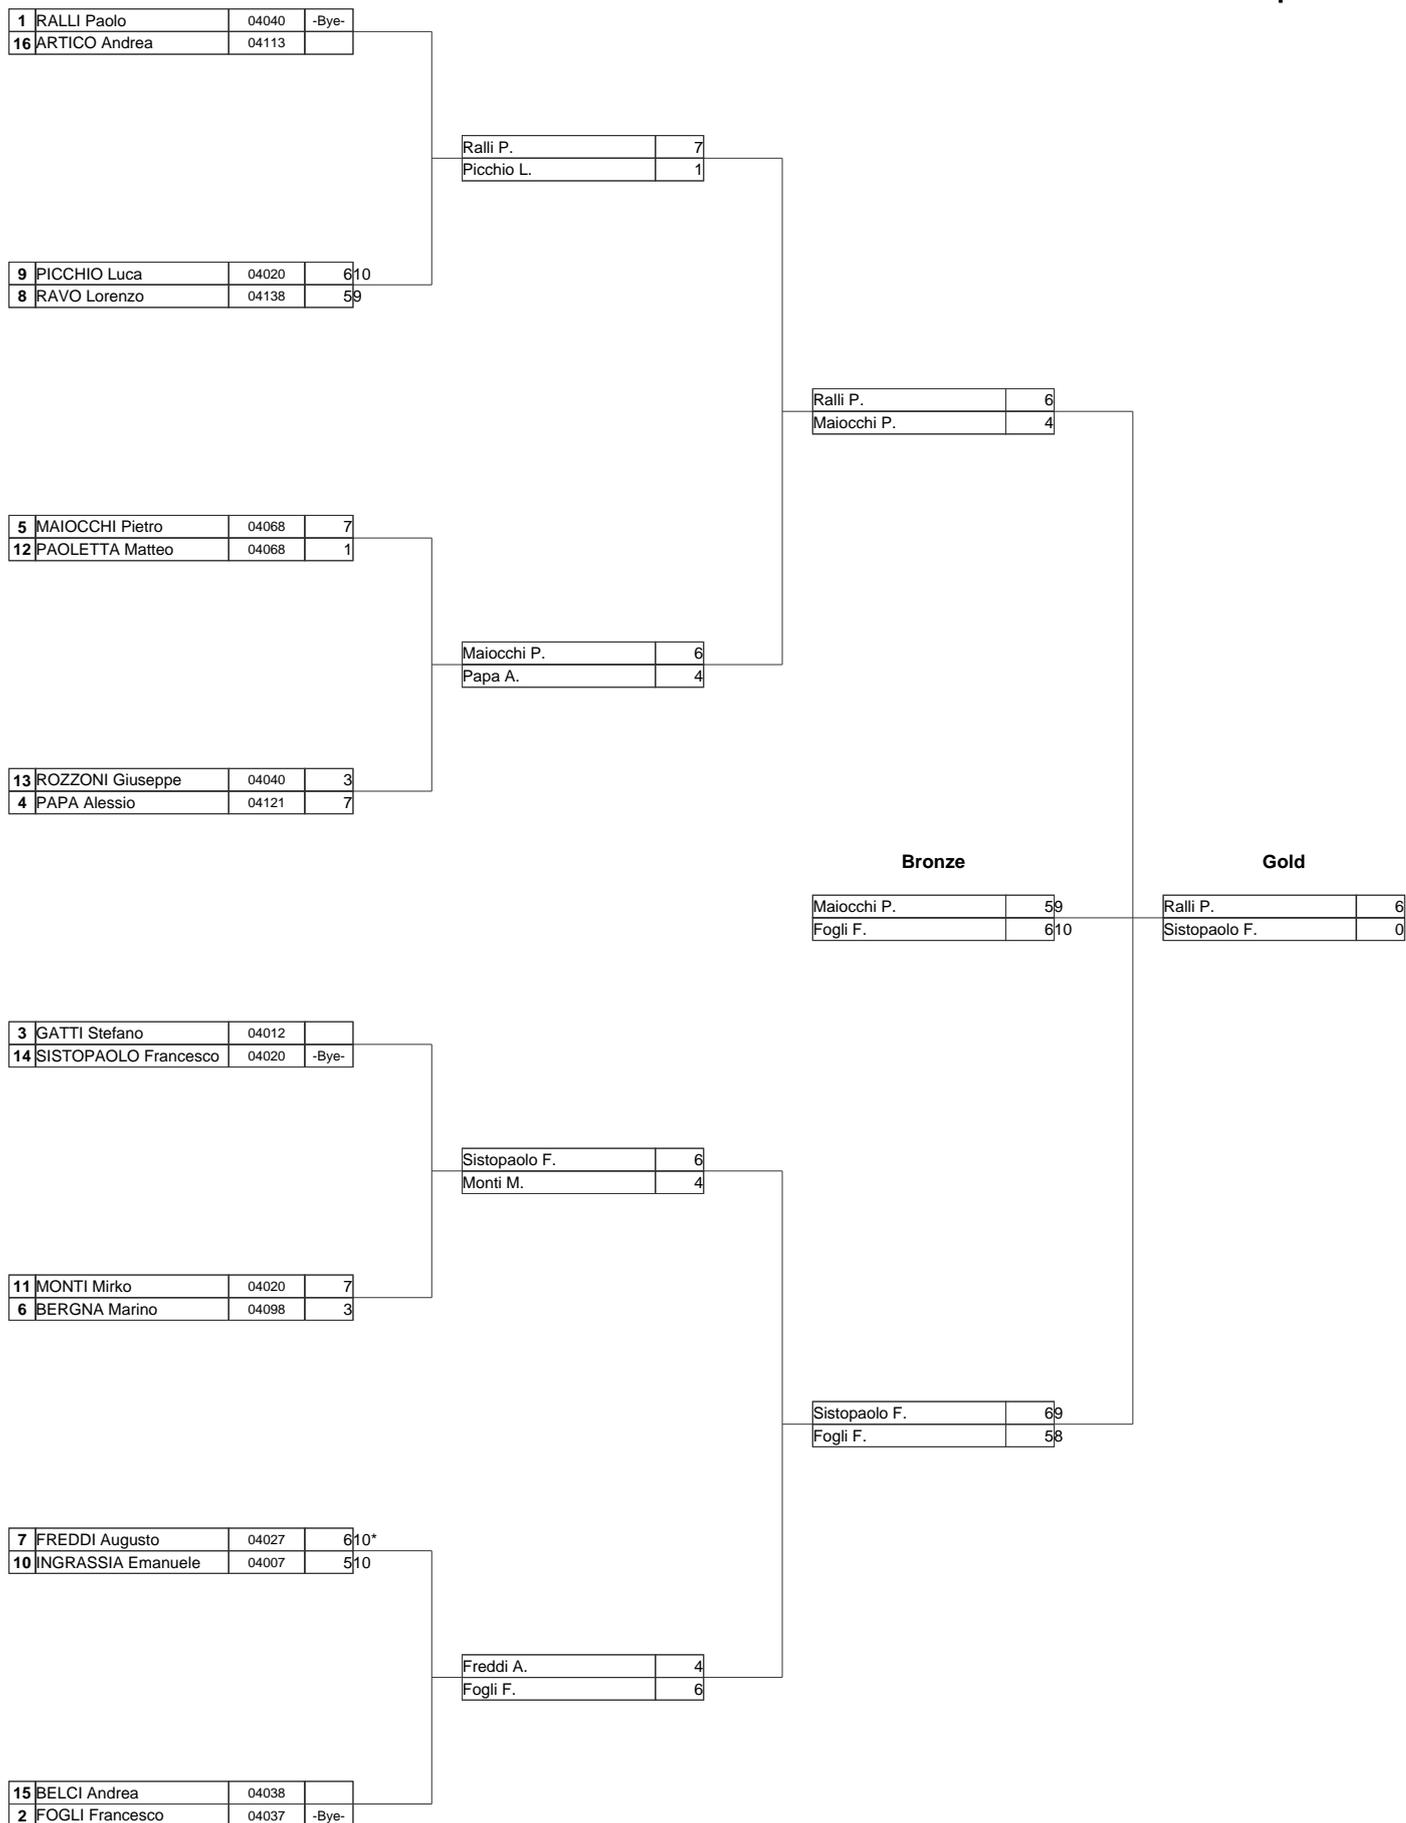 1 RALLI Paolo 04040 -Bye-
16 ARTICO Andrea 04113
Ralli P. 7
Picchio L. 1
9 PICCHIO Luca 04020 6 10
8 RAVO Lorenzo 04138 5 9
Ralli P. 6
Maiocchi P. 4
5 MAIOCCHI Pietro 04068 7
12 PAOLETTA Matteo 04068 1
Maiocchi P. 6
Papa A. 4
13 ROZZONI Giuseppe 04040 3
4 PAPA Alessio 04121 7
Bronze Gold
Maiocchi P. 5 9 Ralli P. 6
Fogli F. 6 10 Sistopaolo F. 0
3 GATTI Stefano 04012
14 SISTOPAOLO Francesco 04020 -Bye-
Sistopaolo F. 6
Monti M. 4
11 MONTI Mirko 04020 7
6 BERGNA Marino 04098 3
Sistopaolo F. 6 9
Fogli F. 5 8
7 FREDDI Augusto 04027 6 10*
10 INGRASSIA Emanuele 04007 5 10
Freddi A. 4
Fogli F. 6
15 BELCI Andrea 04038
2 FOGLI Francesco 04037 -Bye-